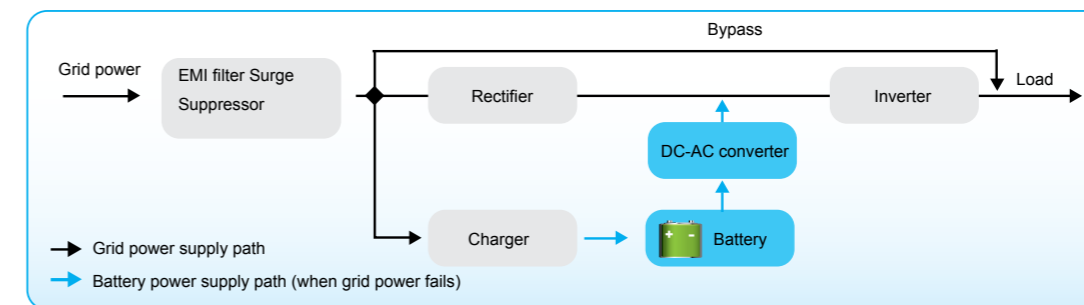 Bypass
Grid power
EMI filter Surge
Suppressor
Rectifier
Inverter
Load
DC-AC converter
Charger
+ -
Battery
Grid power supply path
Battery power supply path (when grid power fails)